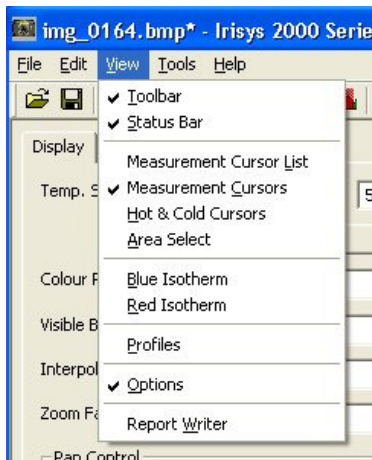 img_0164.bmp* - Irisys 2000 Serie
File Edit View Tools Help
Toolbar
Status Bar
Display
Measurement Cursor List
Temp. S
Measurement Cursors
5
Hot & Cold Cursors
Area Select
Colour P
Blue Isotherm
Red Isotherm
Visible B
Profiles
Interpol
Options
Zoom Fa
Report Writer
Pan Control